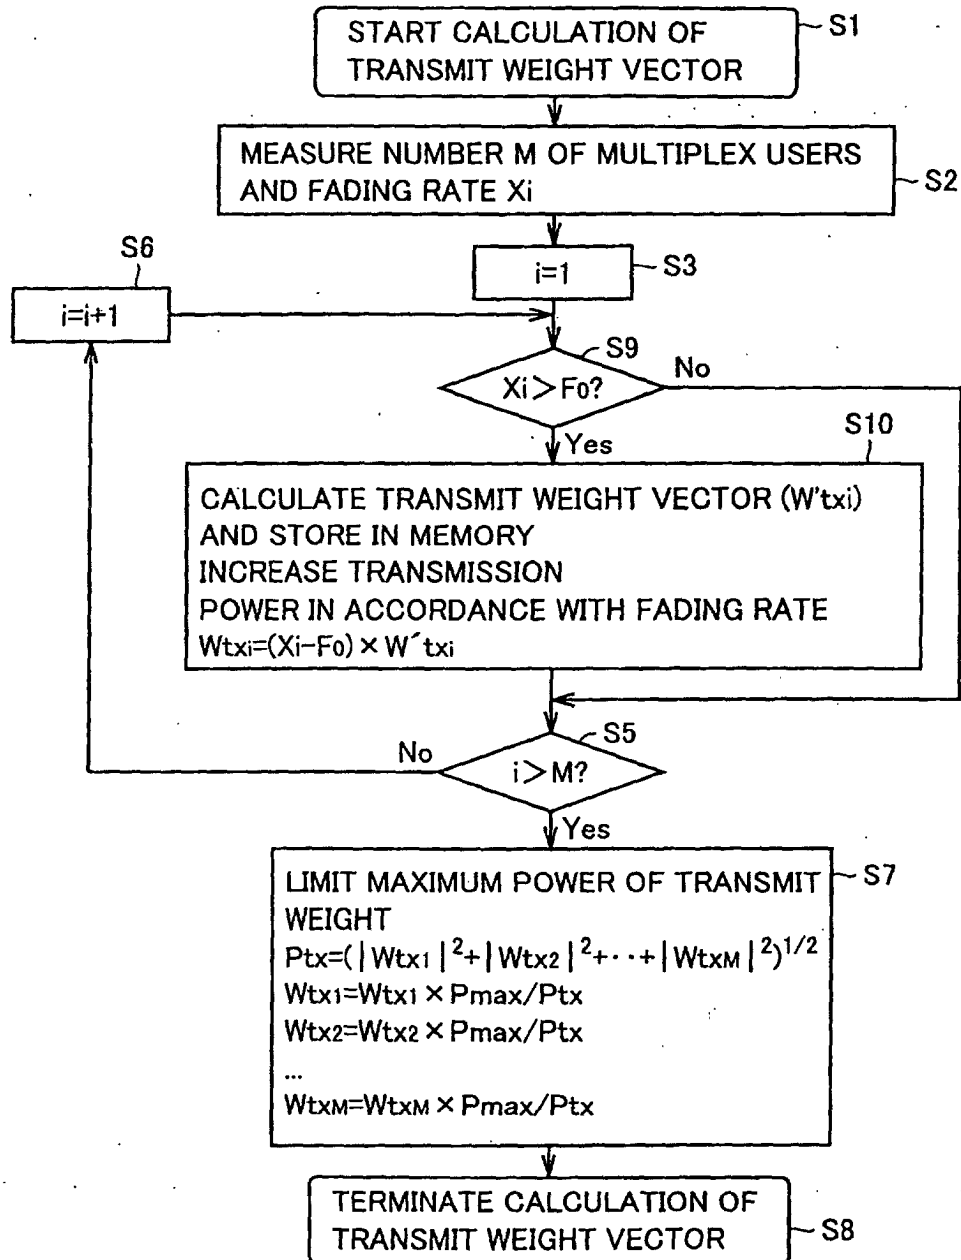 START CALCULATION OF
TRANSMIT WEIGHT VECTOR
S1
MEASURE NUMBER M OF MULTIPLEX USERS
AND FADING RATE Xi
S2
S6
i=i+1
i=1
S3
S9
Xi>F0?
No
Yes
S10
CALCULATE TRANSMIT WEIGHT VECTOR (W'txi)
AND STORE IN MEMORY
INCREASE TRANSMISSION
POWER IN ACCORDANCE WITH FADING RATE
Wtxi=(Xi-F0)×W´txi
S5
No
i>M?
Yes
LIMIT MAXIMUM POWER OF TRANSMIT
WEIGHT
S7
Ptx=(|Wtx1|²+|Wtx2|²+··+|WtxM|²)^1/2
Wtx1=Wtx1×Pmax/Ptx
Wtx2=Wtx2×Pmax/Ptx
...
WtxM=WtxM×Pmax/Ptx
TERMINATE CALCULATION OF
TRANSMIT WEIGHT VECTOR
S8